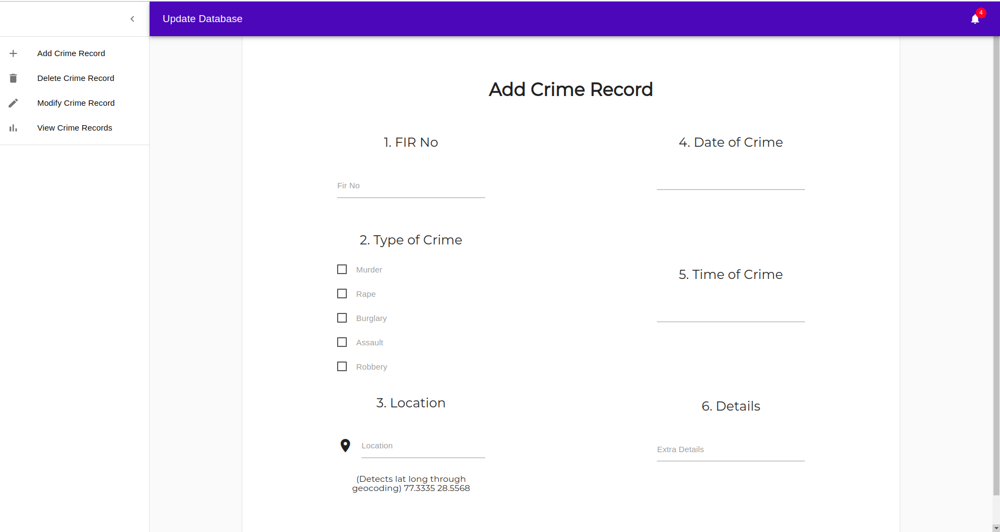 Update Database
4
Add Crime Record
Delete Crime Record
Modify Crime Record
View Crime Records
Add Crime Record
1. FIR No
Fir No
2. Type of Crime
Murder
Rape
Burglary
Assault
Robbery
3. Location
Location
(Detects lat long through
geocoding) 77.3335 28.5568
4. Date of Crime
5. Time of Crime
6. Details
Extra Details